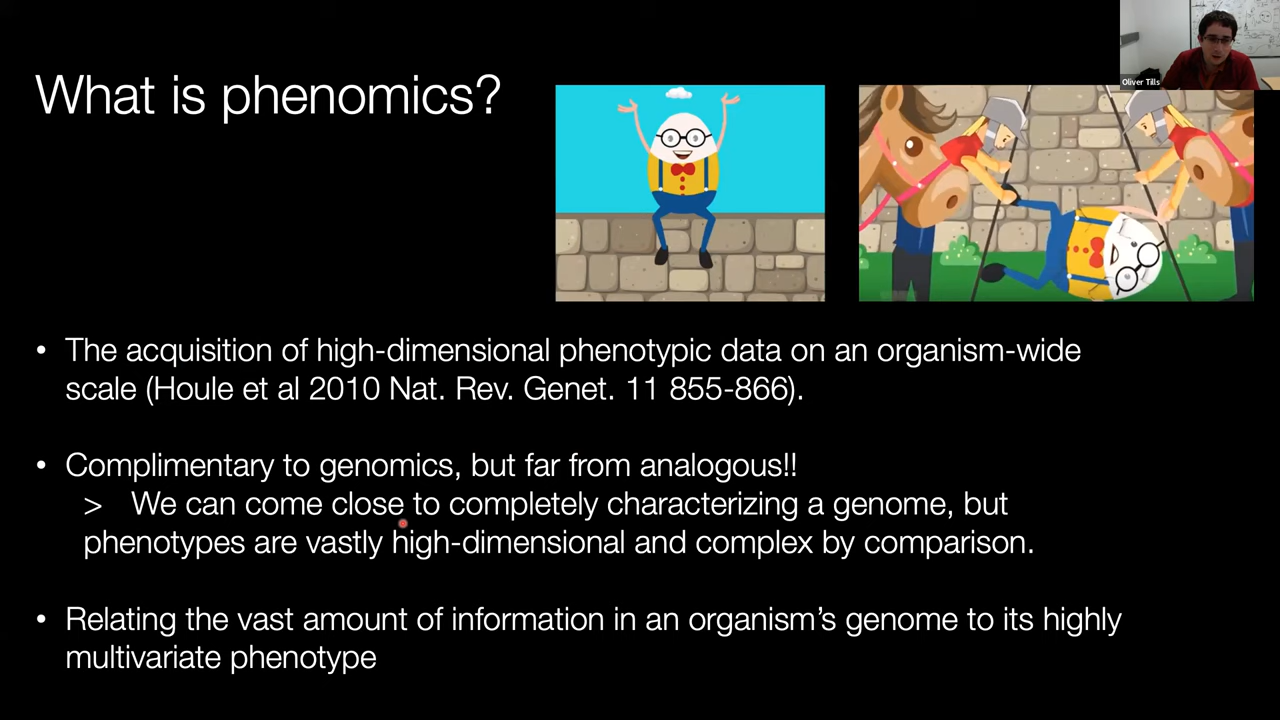 What is phenomics?
Oliver Tills
• The acquisition of high-dimensional phenotypic data on an organism-wide
scale (Houle et al 2010 Nat. Rev. Genet. 11 855-866).
• Complimentary to genomics, but far from analogous!!
> We can come close to completely characterizing a genome, but
phenotypes are vastly high-dimensional and complex by comparison.
• Relating the vast amount of information in an organism's genome to its highly
multivariate phenotype